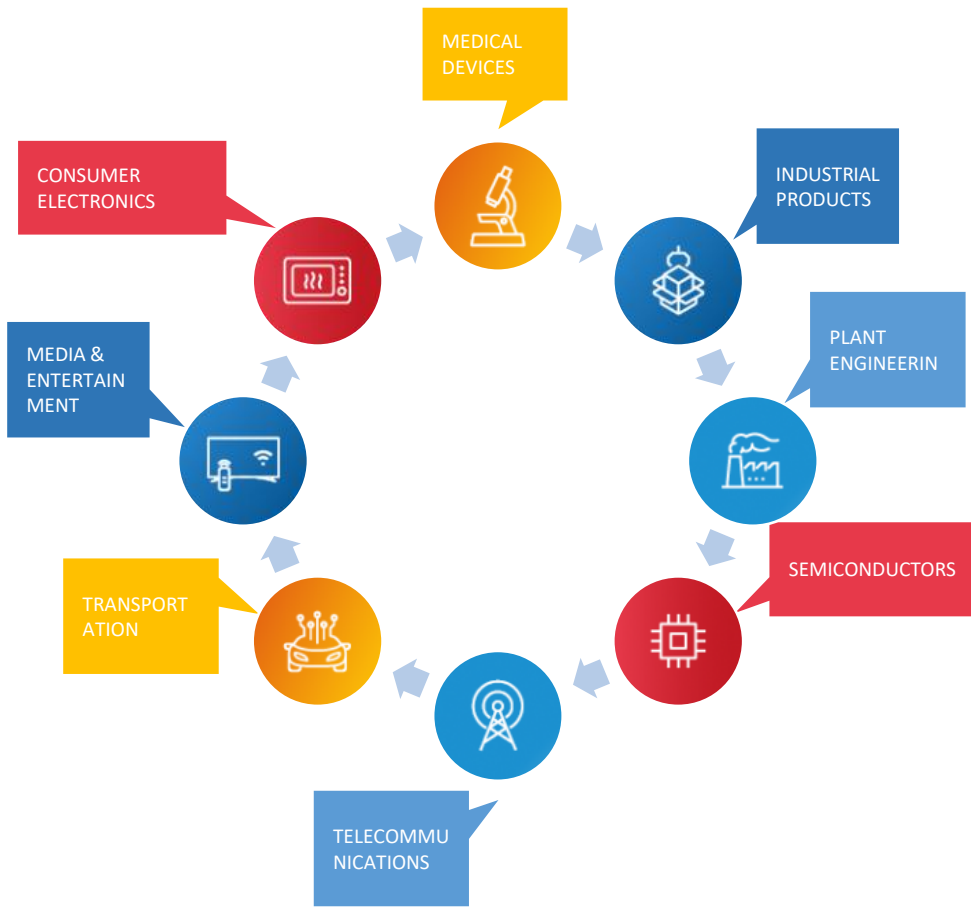 MEDICAL
DEVICES
INDUSTRIAL
PRODUCTS
PLANT
ENGINEERIN
SEMICONDUCTORS
TELECOMMU
NICATIONS
TRANSPORT
ATION
MEDIA &
ENTERTAIN
MENT
CONSUMER
ELECTRONICS